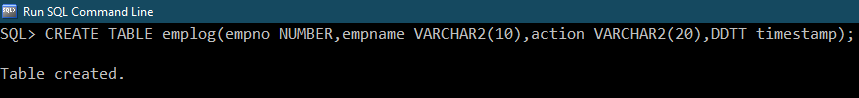 Run SQL Command Line
SQL> CREATE TABLE emplog(empno NUMBER,empname VARCHAR2(10),action VARCHAR2(20),DDTT timestamp);
Table created.